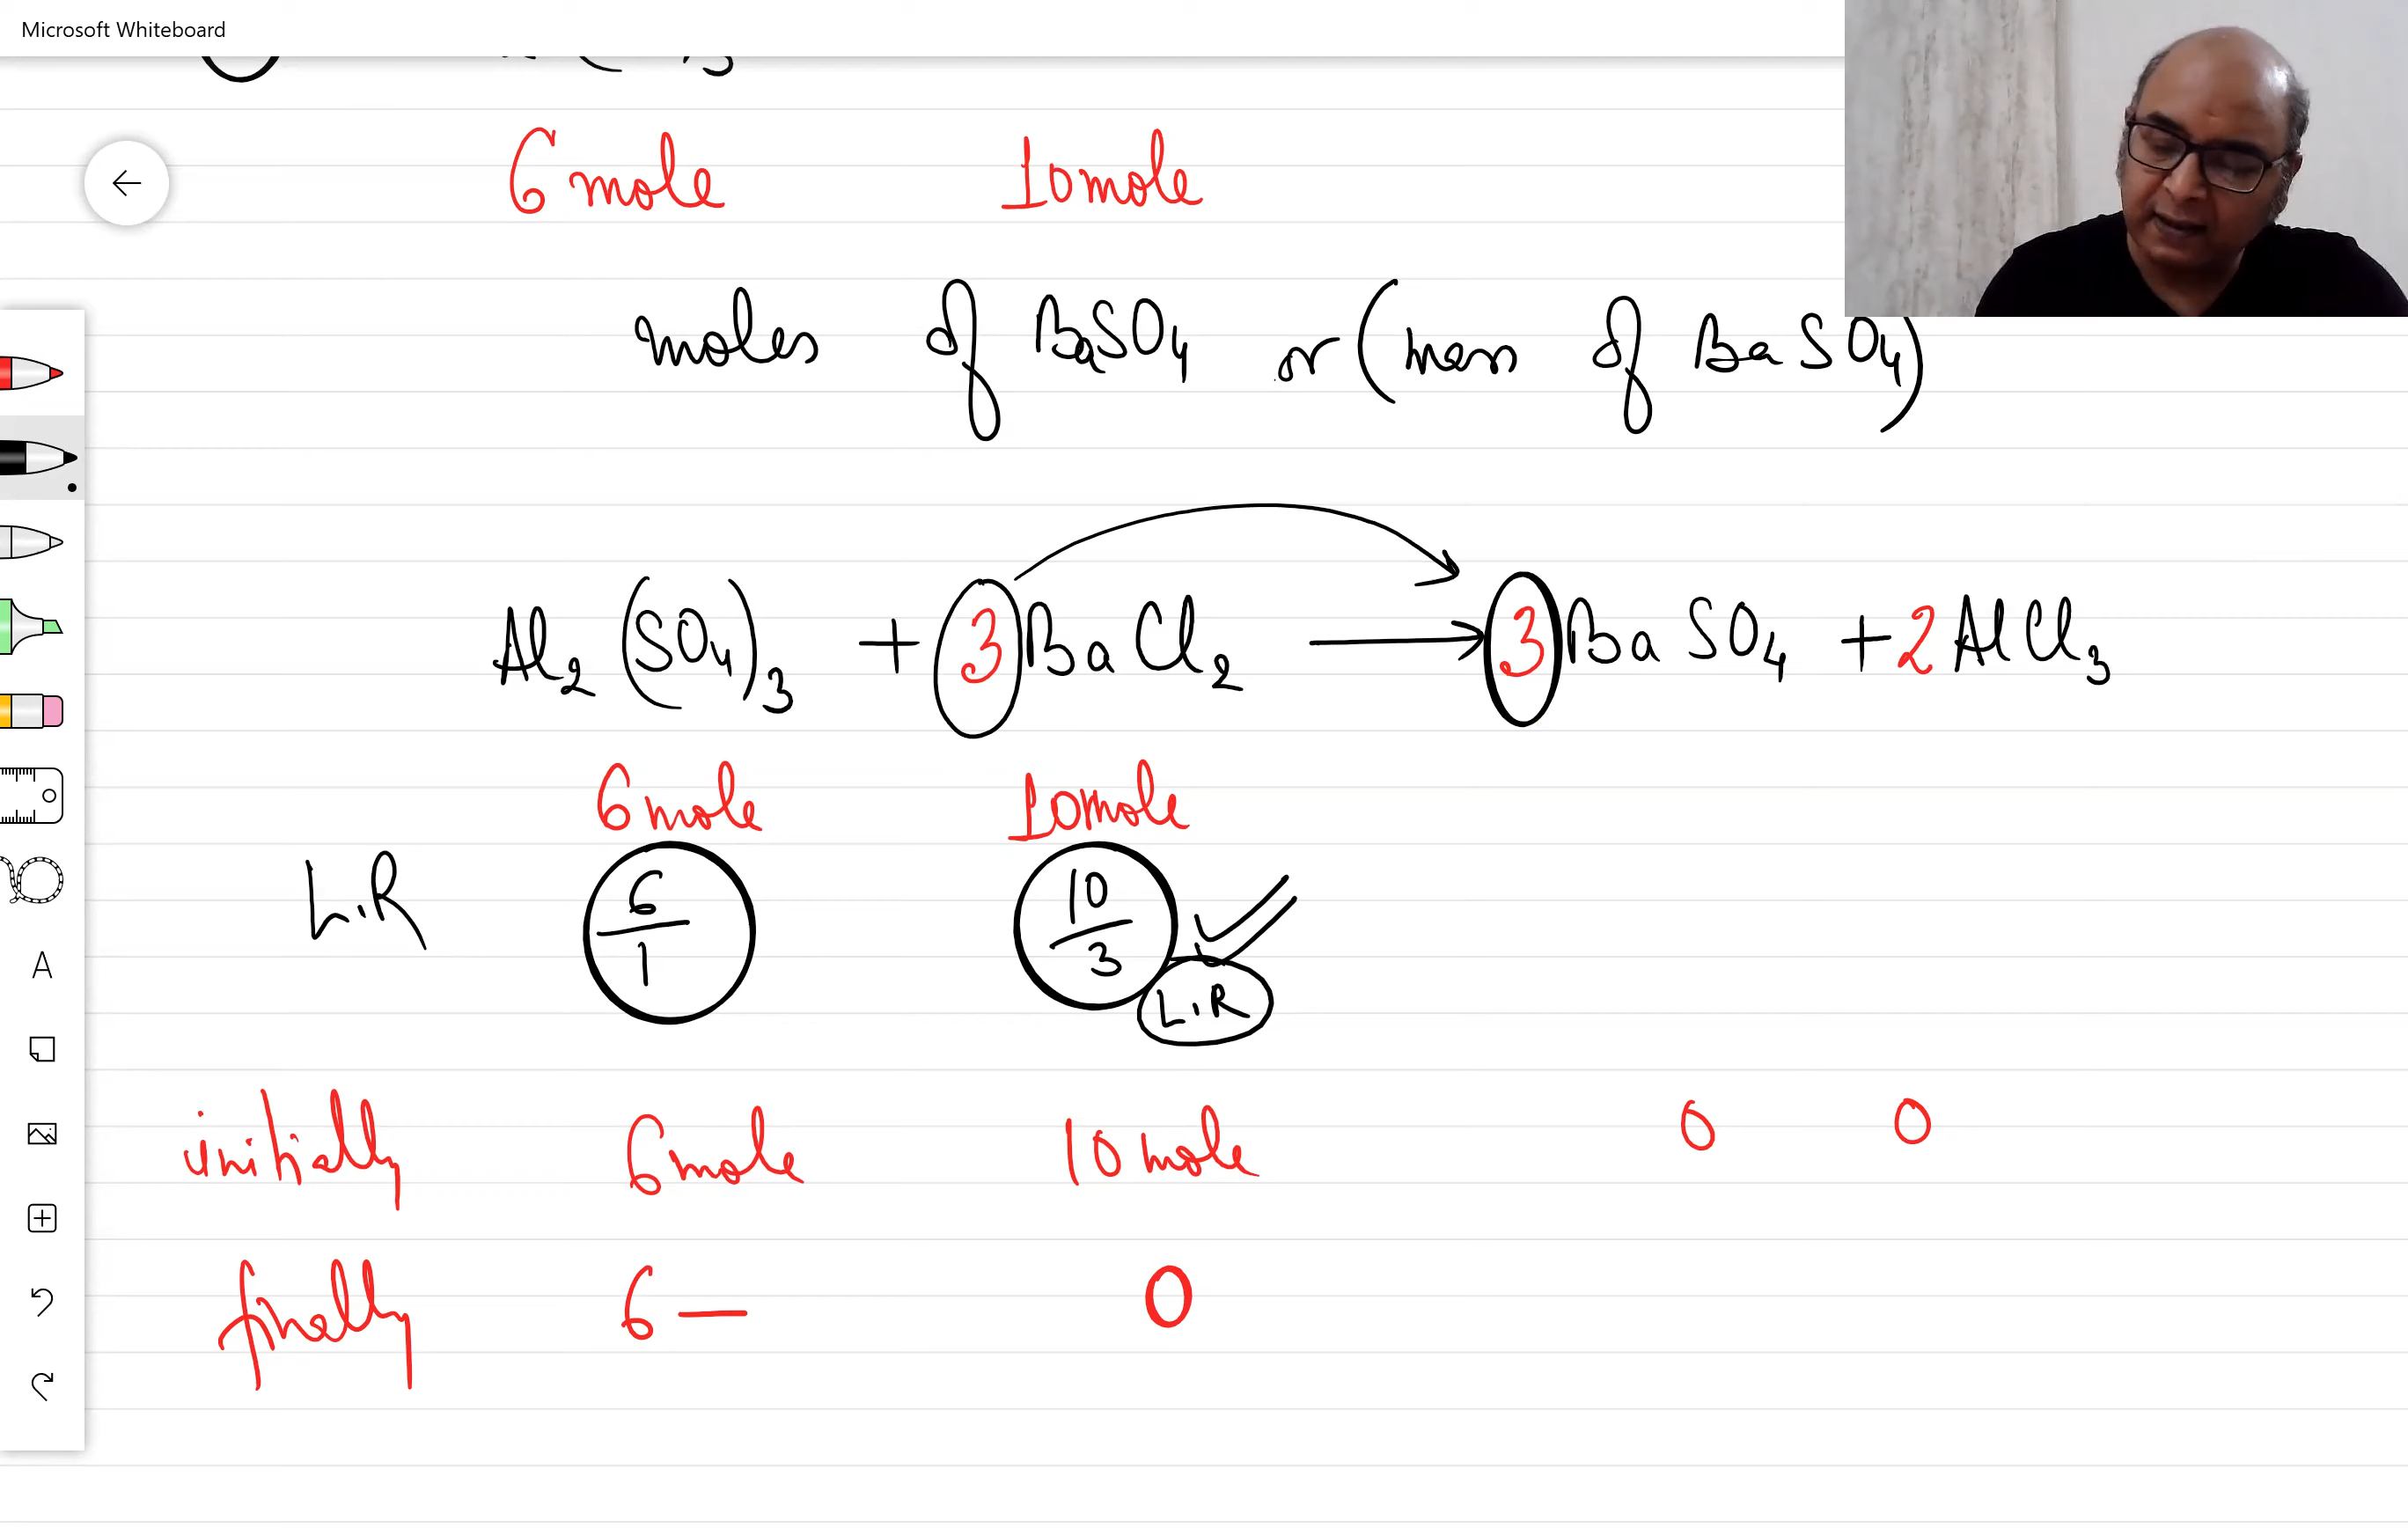 Microsoft Whiteboard
6 mole 10 mole
moles of BaSO4 or (mass of BaSO4)
Al2(SO4)3 + 3BaCl2 → 3BaSO4 + 2AlCl3
6 mole 10 mole
L.R 6/1 10/3
L.R
initially 6 mole 10 mole 0 0
finally 6 — 0
A